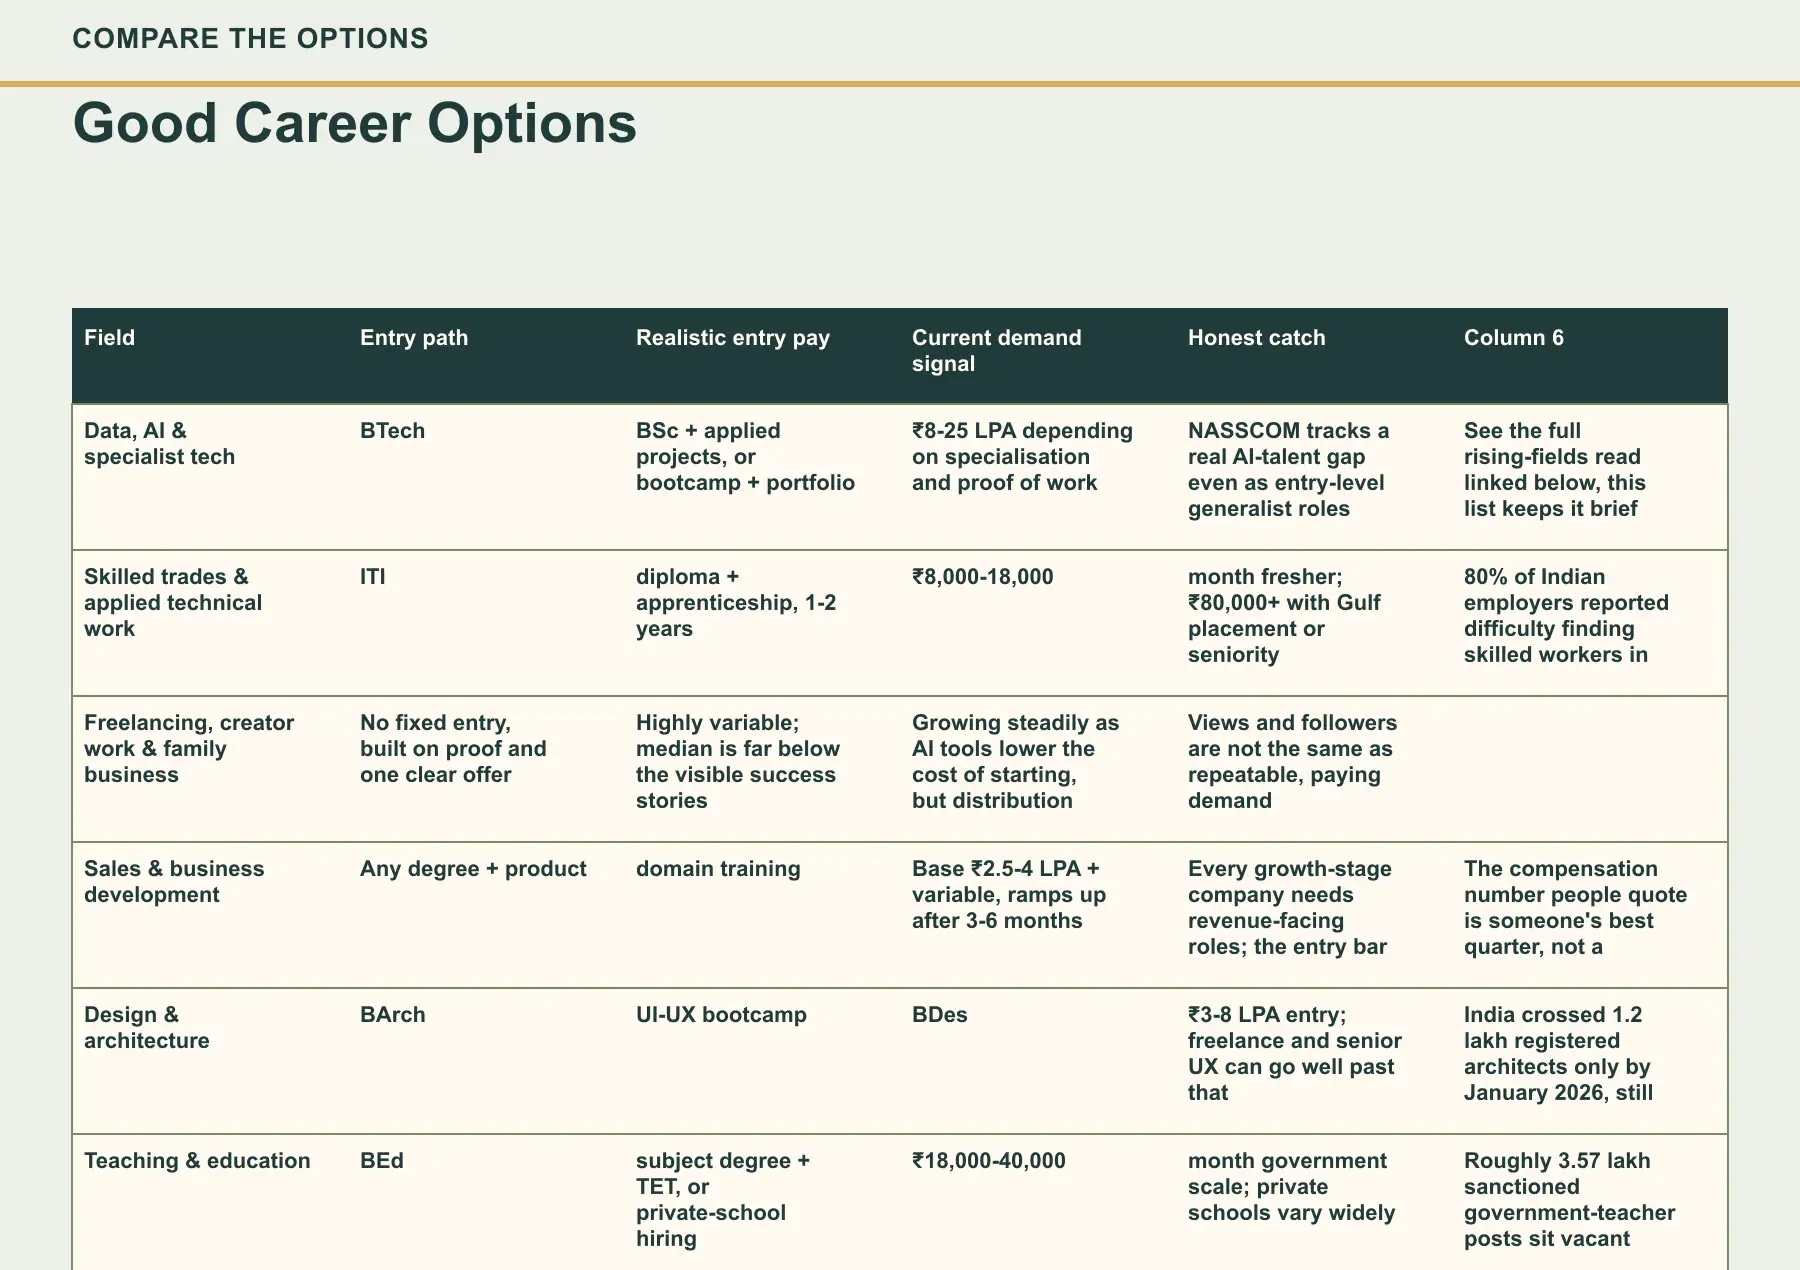 COMPARE THE OPTIONS
Good Career Options
Field
Entry path
Realistic entry pay
Current demand
signal
Honest catch
Column 6
Data, AI &
specialist tech
BTech
BSc + applied
projects, or
bootcamp + portfolio
₹8-25 LPA depending
on specialisation
and proof of work
NASSCOM tracks a
real AI-talent gap
even as entry-level
generalist roles
See the full
rising-fields read
linked below, this
list keeps it brief
Skilled trades &
applied technical
work
ITI
diploma +
apprenticeship, 1-2
years
₹8,000-18,000
month fresher;
₹80,000+ with Gulf
placement or
seniority
80% of Indian
employers reported
difficulty finding
skilled workers in
Freelancing, creator
work & family
business
No fixed entry,
built on proof and
one clear offer
Highly variable;
median is far below
the visible success
stories
Growing steadily as
AI tools lower the
cost of starting,
but distribution
Views and followers
are not the same as
repeatable, paying
demand
Sales & business
development
Any degree + product
domain training
Base ₹2.5-4 LPA +
variable, ramps up
after 3-6 months
Every growth-stage
company needs
revenue-facing
roles; the entry bar
The compensation
number people quote
is someone's best
quarter, not a
Design &
architecture
BArch
UI-UX bootcamp
BDes
₹3-8 LPA entry;
freelance and senior
UX can go well past
that
India crossed 1.2
lakh registered
architects only by
January 2026, still
Teaching & education
BEd
subject degree +
TET, or
private-school
hiring
₹18,000-40,000
month government
scale; private
schools vary widely
Roughly 3.57 lakh
sanctioned
government-teacher
posts sit vacant